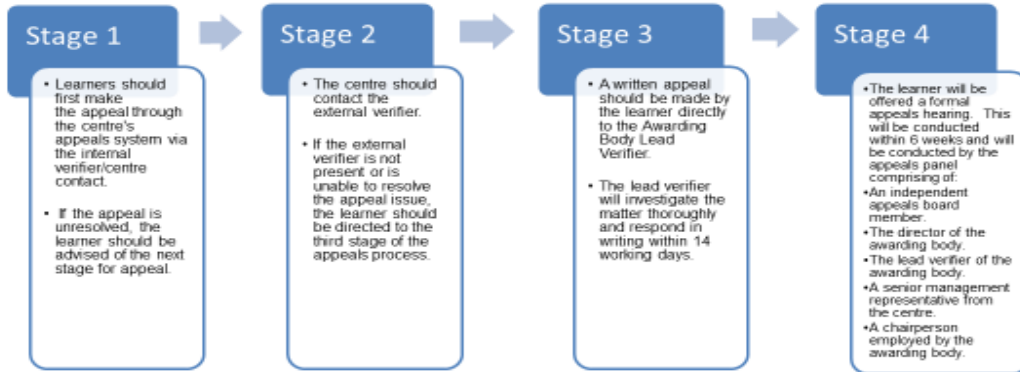 Stage 1
• Learners should
first make
the appeal through
the centre's
appeals system via
the internal
verifier/centre
contact.
• If the appeal is
unresolved, the
learner should be
advised of the next
stage for appeal.
Stage 2
• The centre should
contact the
external verifier.
• If the external
verifier is not
present or is
unable to resolve
the appeal issue,
the learner should
be directed to the
third stage of the
appeals process.
Stage 3
• A written appeal
should be made by
the learner directly
to the Awarding
Body Lead
Verifier.
• The lead verifier
will investigate the
matter thoroughly
and respond in
writing within 14
working days.
Stage 4
•The learner will be
offered a formal
appeals hearing. This
will be conducted
within 6 weeks and will
be conducted by the
appeals panel
comprising of:
•An independent
appeals board
member.
•The director of the
awarding body.
•The lead verifier of the
awarding body.
•A senior management
representative from
the centre.
•A chairperson
employed by the
awarding body.